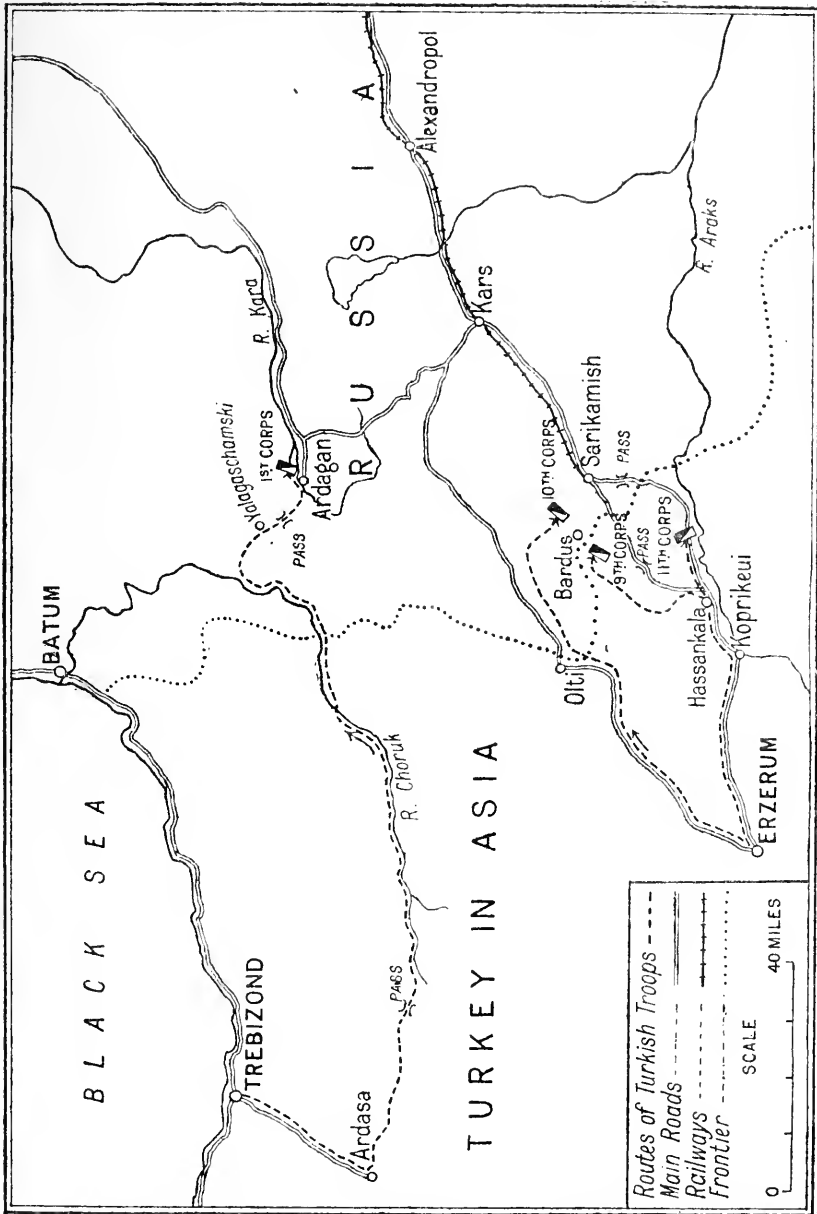 BLACK SEA
BATUM
TREBIZOND
Ardasa
PASS
R. Choruk
TURKEY IN ASIA
Yalagaschamski
PASS
1ST CORPS
Ardagan
R. Kara
RUSSIA
Alexandropol
Kars
Sarikamish
PASS
10TH CORPS
Bardus
9TH CORPS
PASS
11TH CORPS
Olti
Hassankala
Koprikeui
ERZERUM
R. Araks
Routes of Turkish Troops
Main Roads
Railways
Frontier
SCALE
0 40 MILES